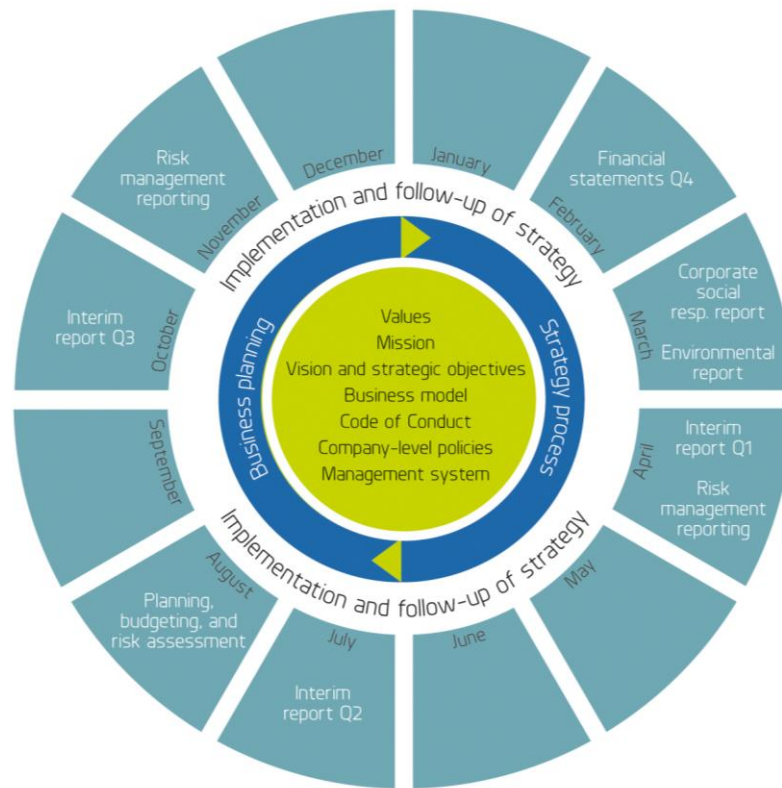 January
Financial
statements Q4
February
Corporate
social
resp. report
Environmental
report
March
Interim
report Q1
Risk
management
reporting
April
May
June
July
Interim
report Q2
August
Planning,
budgeting, and
risk assessment
September
October
Interim
report Q3
November
Risk
management
reporting
December
Implementation and follow-up of strategy
Strategy process
Implementation and follow-up of strategy
Business planning
Values
Mission
Vision and strategic objectives
Business model
Code of Conduct
Company-level policies
Management system